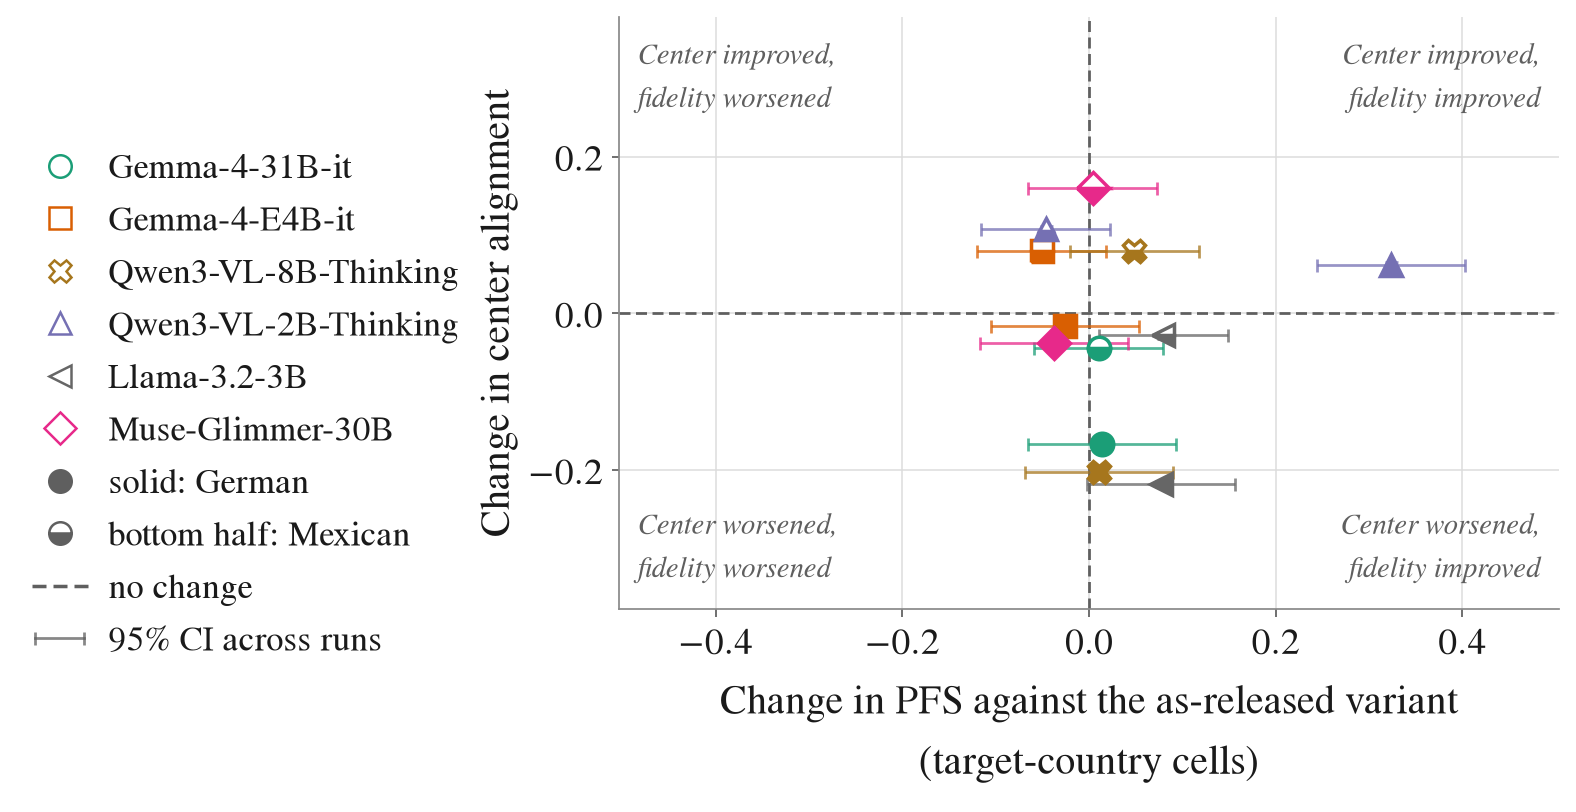 Gemma-4-31B-it
Gemma-4-E4B-it
Qwen3-VL-8B-Thinking
Qwen3-VL-2B-Thinking
Llama-3.2-3B
Muse-Glimmer-30B
solid: German
bottom half: Mexican
no change
95% CI across runs
Change in center alignment
0.2
0.0
−0.2
Center improved,
fidelity worsened
Center improved,
fidelity improved
Center worsened,
fidelity worsened
Center worsened,
fidelity improved
−0.4
−0.2
0.0
0.2
0.4
Change in PFS against the as-released variant
(target-country cells)